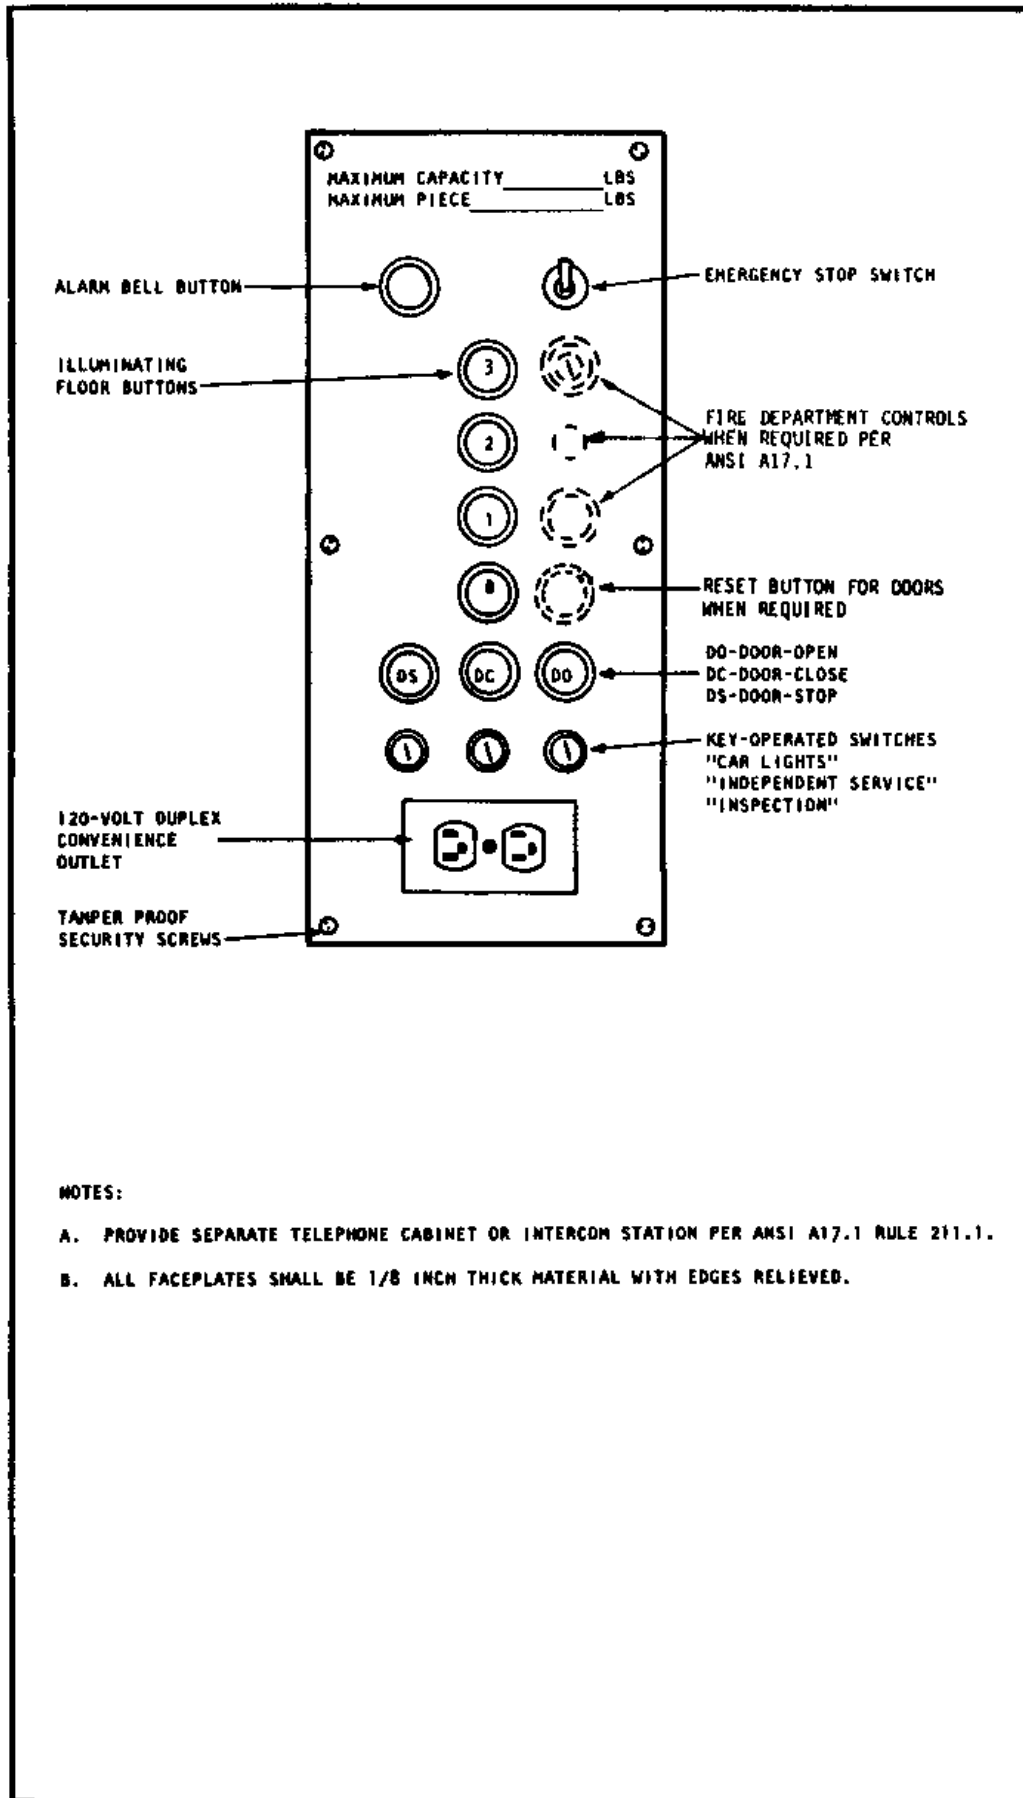 MAXIMUM CAPACITY________LBS
MAXIMUM PIECE________LBS
ALARM BELL BUTTON
EMERGENCY STOP SWITCH
ILLUMINATING
FLOOR BUTTONS
3
2
1
FIRE DEPARTMENT CONTROLS
WHEN REQUIRED PER
ANSI A17.1
RESET BUTTON FOR DOORS
WHEN REQUIRED
DS DC DO
DO-DOOR-OPEN
DC-DOOR-CLOSE
DS-DOOR-STOP
KEY-OPERATED SWITCHES
"CAR LIGHTS"
"INDEPENDENT SERVICE"
"INSPECTION"
120-VOLT DUPLEX
CONVENIENCE
OUTLET
TAMPER PROOF
SECURITY SCREWS
NOTES:
A. PROVIDE SEPARATE TELEPHONE CABINET OR INTERCOM STATION PER ANSI A17.1 RULE 211.1.
B. ALL FACEPLATES SHALL BE 1/8 INCH THICK MATERIAL WITH EDGES RELIEVED.